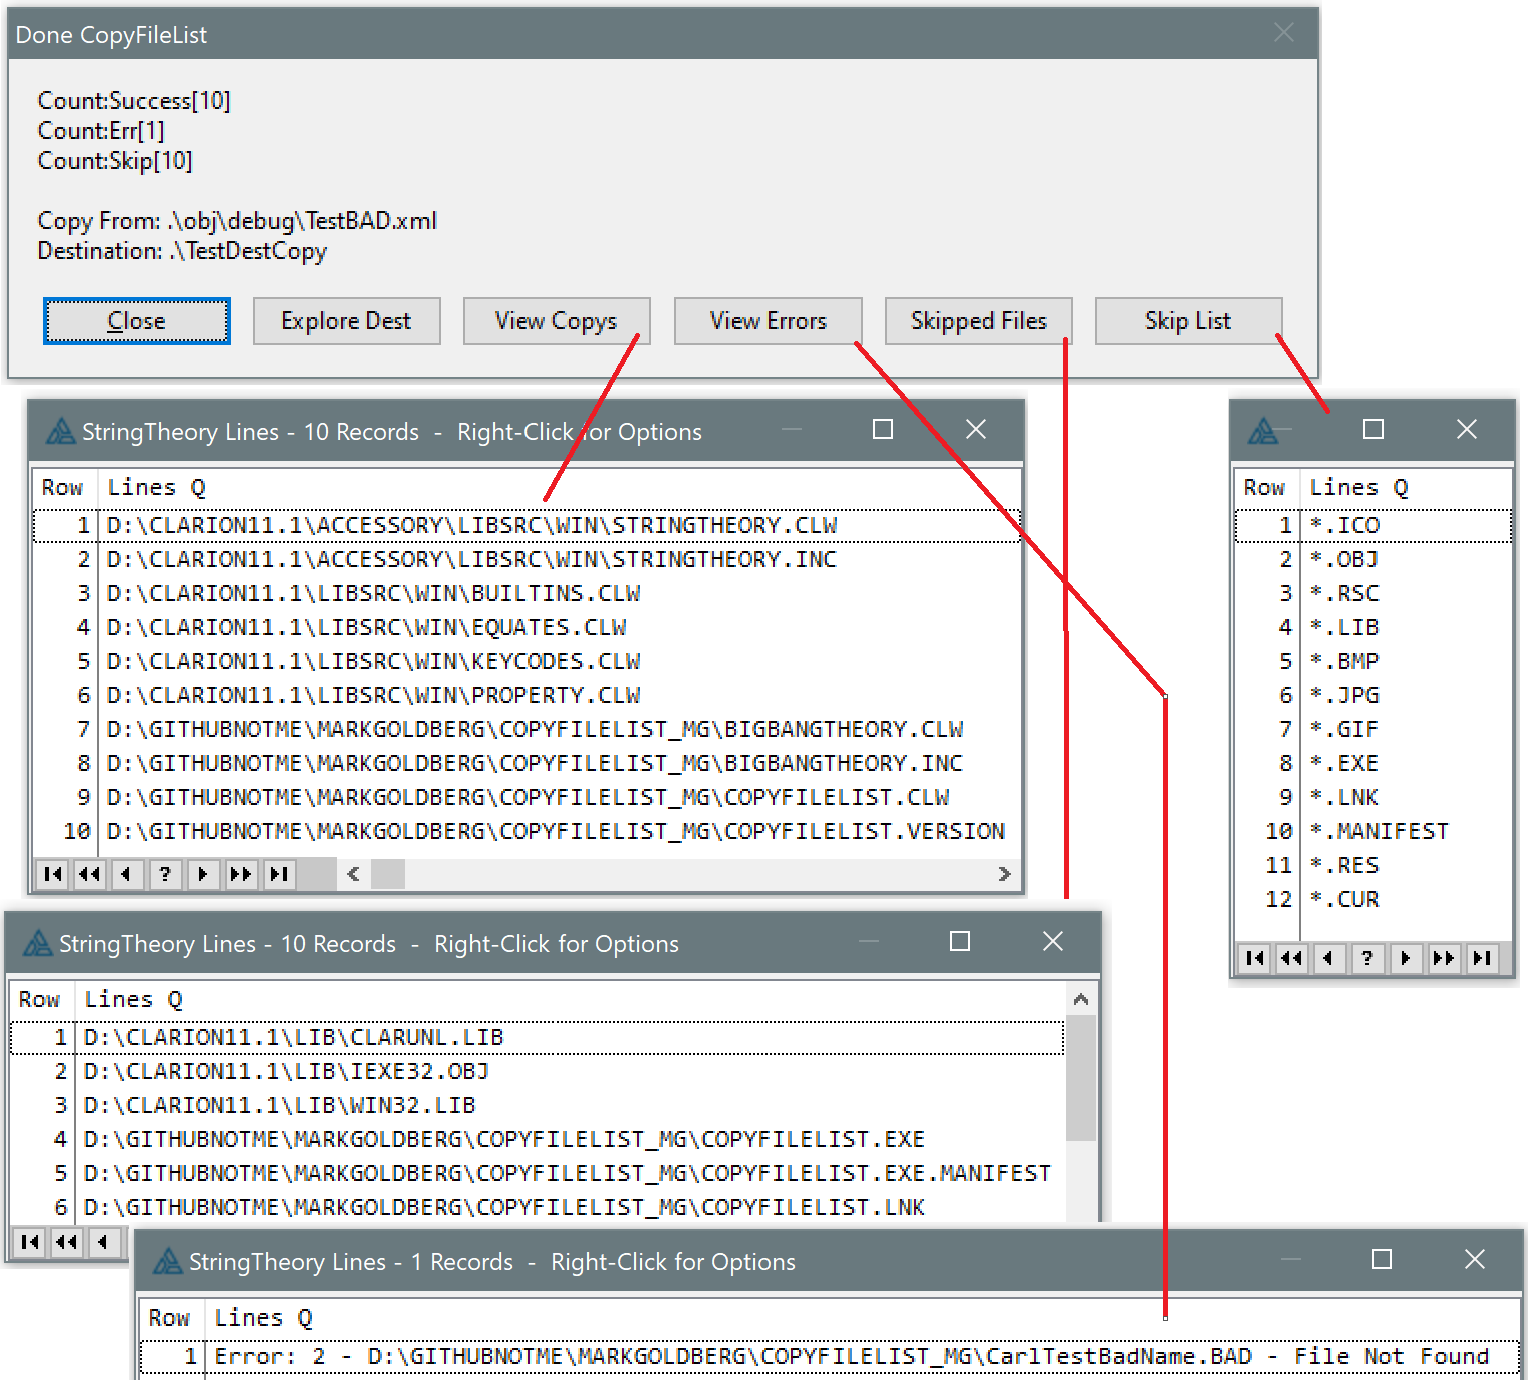 Done CopyFileList
Count:Success[10]
Count:Err[1]
Count:Skip[10]
Copy From: .\obj\debug\TestBAD.xml
Destination: .\TestDestCopy
Close Explore Dest View Copys View Errors Skipped Files Skip List
StringTheory Lines - 10 Records - Right-Click for Options
Row Lines Q
1 D:\CLARION11.1\ACCESSORY\LIBSRC\WIN\STRINGTHEORY.CLW
2 D:\CLARION11.1\ACCESSORY\LIBSRC\WIN\STRINGTHEORY.INC
3 D:\CLARION11.1\LIBSRC\WIN\BUILTINS.CLW
4 D:\CLARION11.1\LIBSRC\WIN\EQUATES.CLW
5 D:\CLARION11.1\LIBSRC\WIN\KEYCODES.CLW
6 D:\CLARION11.1\LIBSRC\WIN\PROPERTY.CLW
7 D:\GITHUBNOTME\MARKGOLDBERG\COPYFILELIST_MG\BIGBANGTHEORY.CLW
8 D:\GITHUBNOTME\MARKGOLDBERG\COPYFILELIST_MG\BIGBANGTHEORY.INC
9 D:\GITHUBNOTME\MARKGOLDBERG\COPYFILELIST_MG\COPYFILELIST.CLW
10 D:\GITHUBNOTME\MARKGOLDBERG\COPYFILELIST_MG\COPYFILELIST.VERSION
?
Row Lines Q
1 *.ICO
2 *.OBJ
3 *.RSC
4 *.LIB
5 *.BMP
6 *.JPG
7 *.GIF
8 *.EXE
9 *.LNK
10 *.MANIFEST
11 *.RES
12 *.CUR
?
StringTheory Lines - 10 Records - Right-Click for Options
Row Lines Q
1 D:\CLARION11.1\LIB\CLARUNL.LIB
2 D:\CLARION11.1\LIB\IEXE32.OBJ
3 D:\CLARION11.1\LIB\WIN32.LIB
4 D:\GITHUBNOTME\MARKGOLDBERG\COPYFILELIST_MG\COPYFILELIST.EXE
5 D:\GITHUBNOTME\MARKGOLDBERG\COPYFILELIST_MG\COPYFILELIST.EXE.MANIFEST
6 D:\GITHUBNOTME\MARKGOLDBERG\COPYFILELIST_MG\COPYFILELIST.LNK
StringTheory Lines - 1 Records - Right-Click for Options
Row Lines Q
1 Error: 2 - D:\GITHUBNOTME\MARKGOLDBERG\COPYFILELIST_MG\CarlTestBadName.BAD - File Not Found